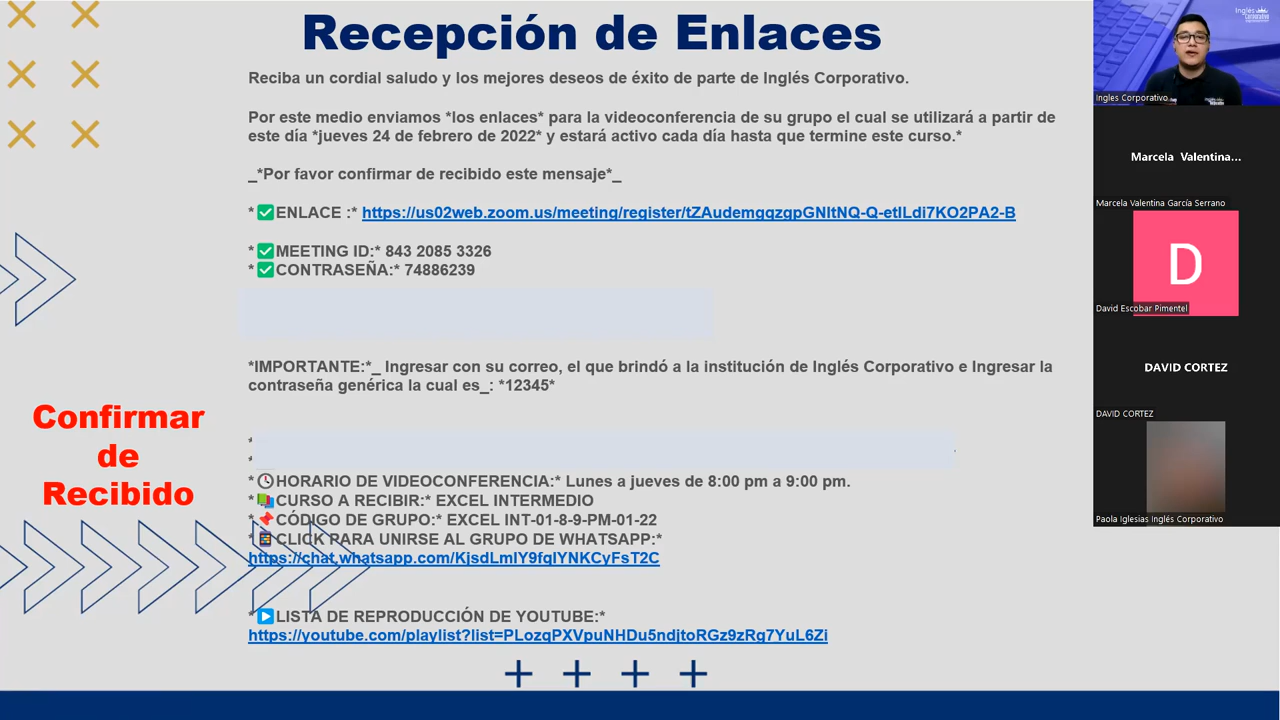 Recepción de Enlaces
Reciba un cordial saludo y los mejores deseos de éxito de parte de Inglés Corporativo.
Por este medio enviamos *los enlaces* para la videoconferencia de su grupo el cual se utilizará a partir de
este día *jueves 24 de febrero de 2022* y estará activo cada día hasta que termine este curso.*
_*Por favor confirmar de recibido este mensaje*_
*✅ENLACE :* https://us02web.zoom.us/meeting/register/tZAudemgqzgpGNItNQ-Q-etlLdi7KO2PA2-B
*✅MEETING ID:* 843 2085 3326
*✅CONTRASEÑA:* 74886239
*IMPORTANTE:*_ Ingresar con su correo, el que brindó a la institución de Inglés Corporativo e Ingresar la
contraseña genérica la cual es_: *12345*
Confirmar
de
Recibido
*
*
*🕓HORARIO DE VIDEOCONFERENCIA:* Lunes a jueves de 8:00 pm a 9:00 pm.
*📚CURSO A RECIBIR:* EXCEL INTERMEDIO
*📌CÓDIGO DE GRUPO:* EXCEL INT-01-8-9-PM-01-22
*🧮CLICK PARA UNIRSE AL GRUPO DE WHATSAPP:*
https://chat.whatsapp.com/KjsdLmIY9fqIYNKCyFsT2C
*▶️LISTA DE REPRODUCCIÓN DE YOUTUBE:*
https://youtube.com/playlist?list=PLozqPXVpuNHDu5ndjtoRGz9zRg7YuL6Zi
Inglés
Corporativo
Ingles Corporativo
Marcela Valentina...
Marcela Valentina García Serrano
D
David Escobar Pimentel
DAVID CORTEZ
DAVID CORTEZ
Paola Iglesias Inglés Corporativo